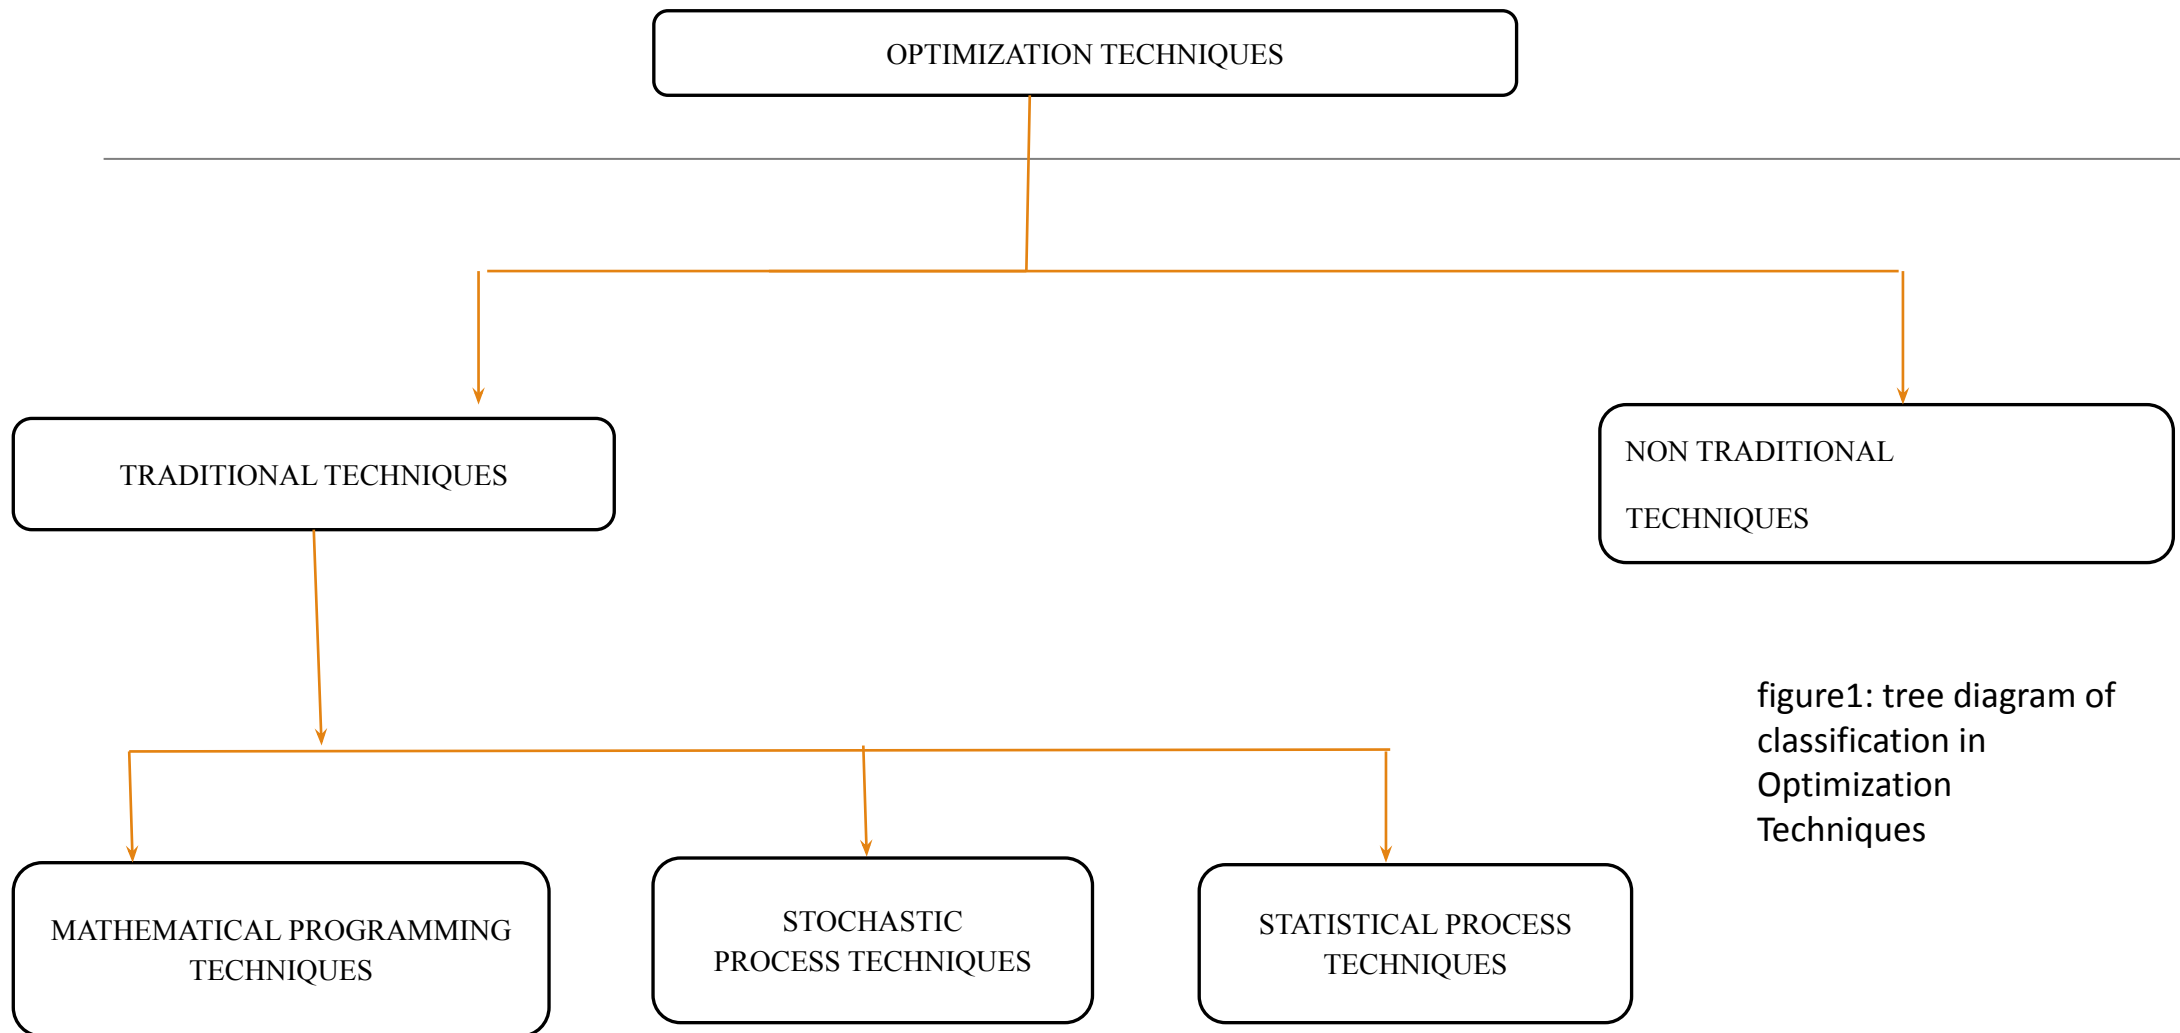 OPTIMIZATION TECHNIQUES
TRADITIONAL TECHNIQUES
NON TRADITIONAL
TECHNIQUES
figure1: tree diagram of
classification in
Optimization
Techniques
MATHEMATICAL PROGRAMMING
TECHNIQUES
STOCHASTIC
PROCESS TECHNIQUES
STATISTICAL PROCESS
TECHNIQUES